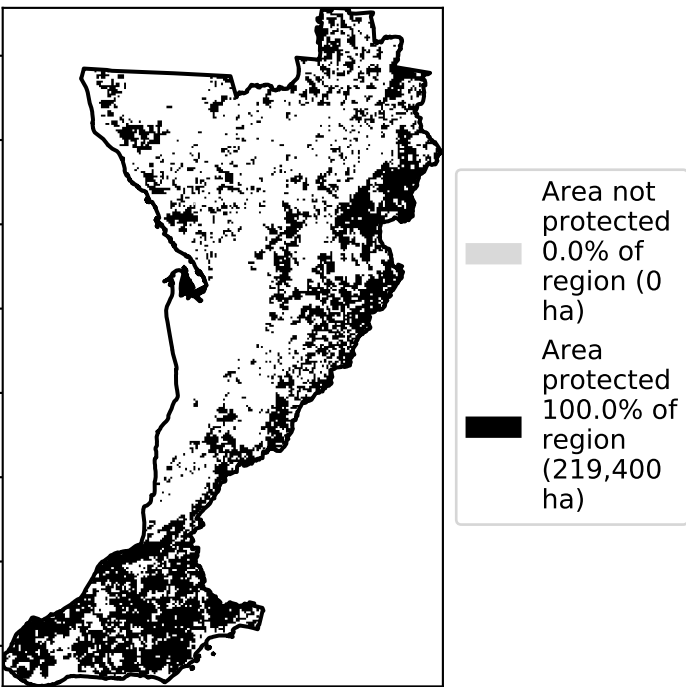 Area not
protected
0.0% of
region (0
ha)
Area
protected
100.0% of
region
(219,400
ha)